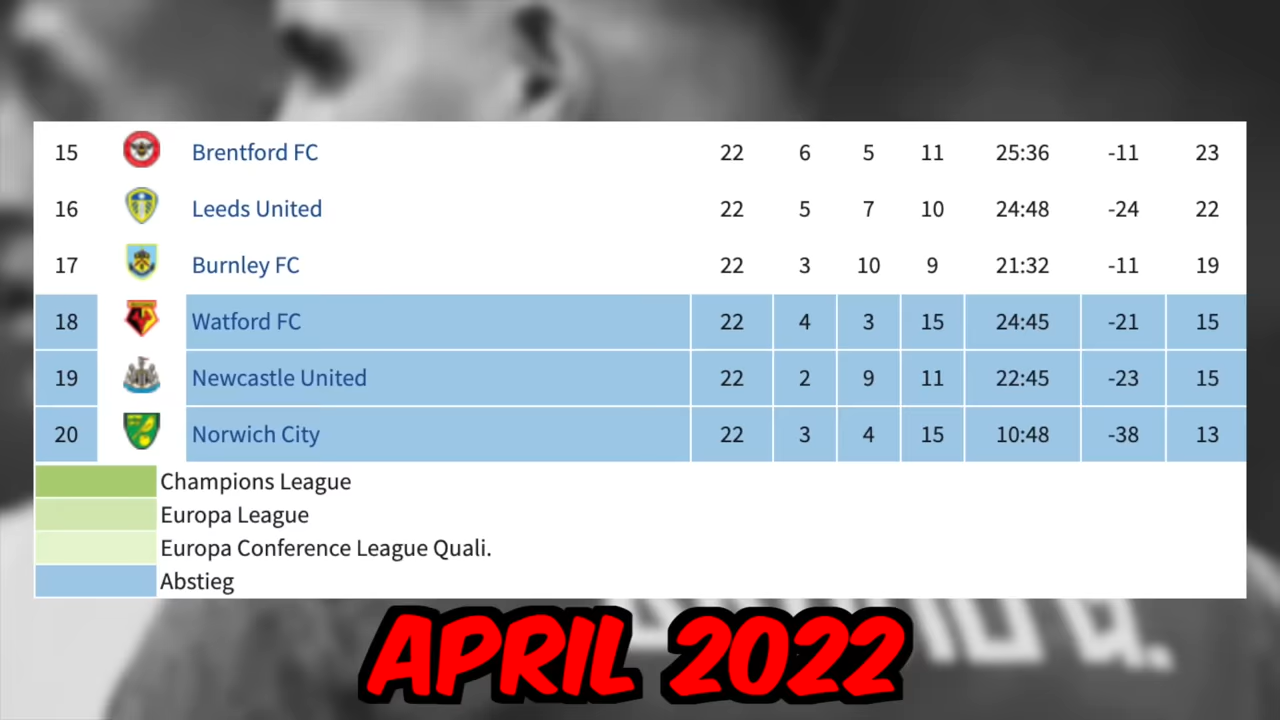 15 Brentford FC 22 6 5 11 25:36 -11 23
16 Leeds United 22 5 7 10 24:48 -24 22
17 Burnley FC 22 3 10 9 21:32 -11 19
18 Watford FC 22 4 3 15 24:45 -21 15
19 Newcastle United 22 2 9 11 22:45 -23 15
20 Norwich City 22 3 4 15 10:48 -38 13
Champions League
Europa League
Europa Conference League Quali.
Abstieg
APRIL 2022